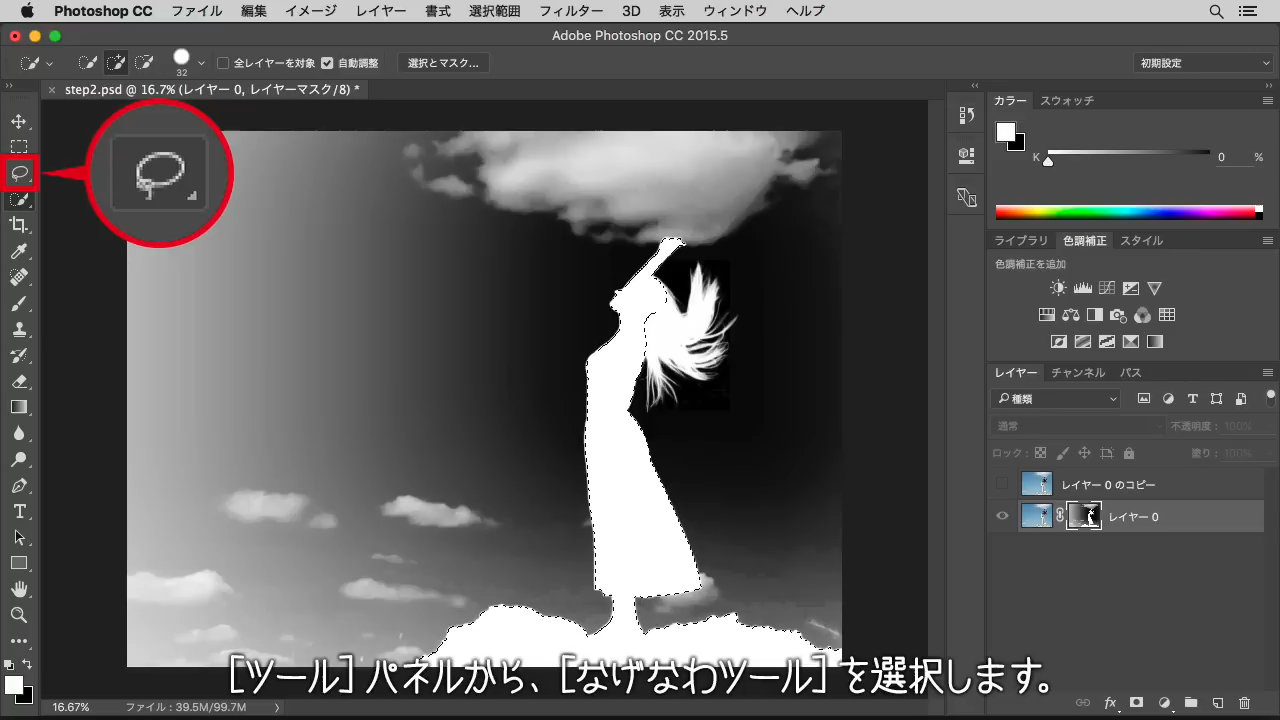 Photoshop CC ファイル 編集 イメージ レイヤー 書式 選択範囲 フィルター 3D 表示 ウィンドウ ヘルプ
Adobe Photoshop CC 2015.5
32 全レイヤーを対象 自動調整 選択とマスク... 初期設定
step2.psd @ 16.7% (レイヤー 0, レイヤーマスク/8) *
カラー スウォッチ
K 0 %
ライブラリ 色調補正 スタイル
色調補正を追加
レイヤー チャンネル パス
種類
通常 不透明度: 100%
ロック: 塗り: 100%
レイヤー 0 のコピー
レイヤー 0
[ツール] パネルから、[なげなわツール] を選択します。
16.67% ファイル : 39.5M/99.7M
fx